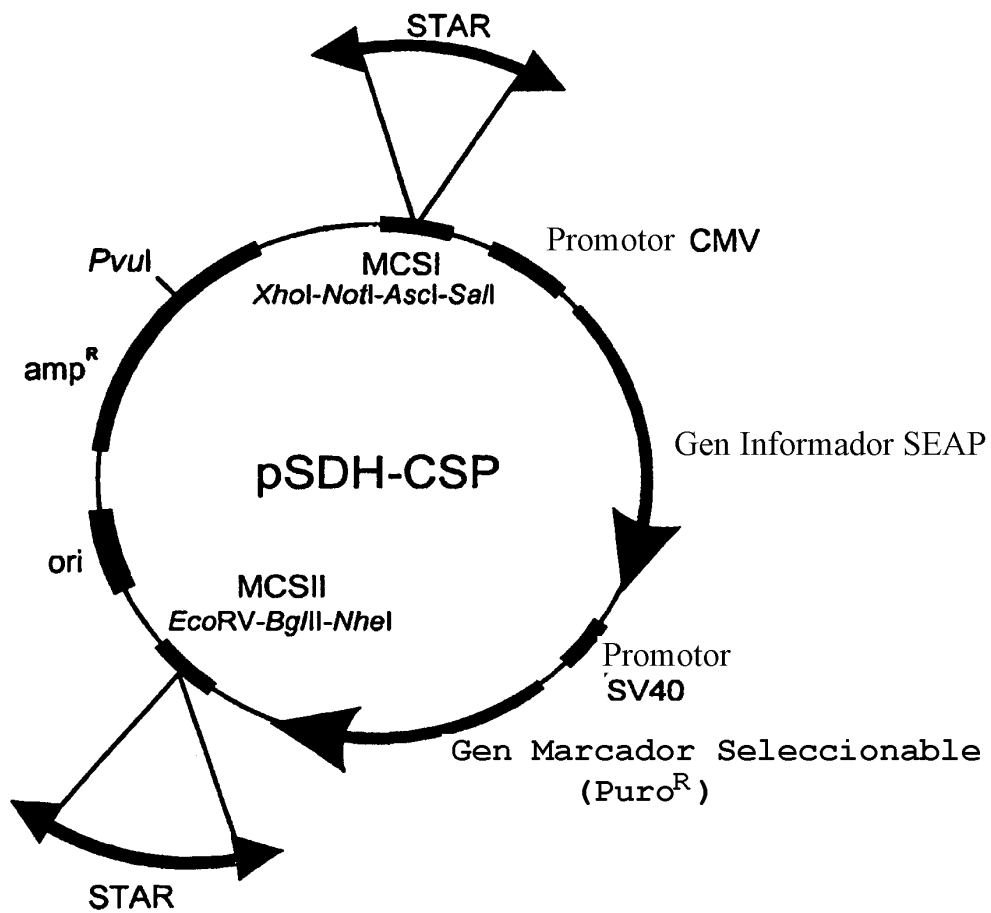 STAR
Promotor CMV
PvuI
MCSI
XhoI-NotI-AscI-SalI
amp^R
Gen Informador SEAP
pSDH-CSP
ori
MCSII
EcoRV-BglII-NheI
Promotor
SV40
Gen Marcador Seleccionable
(Puro^R)
STAR